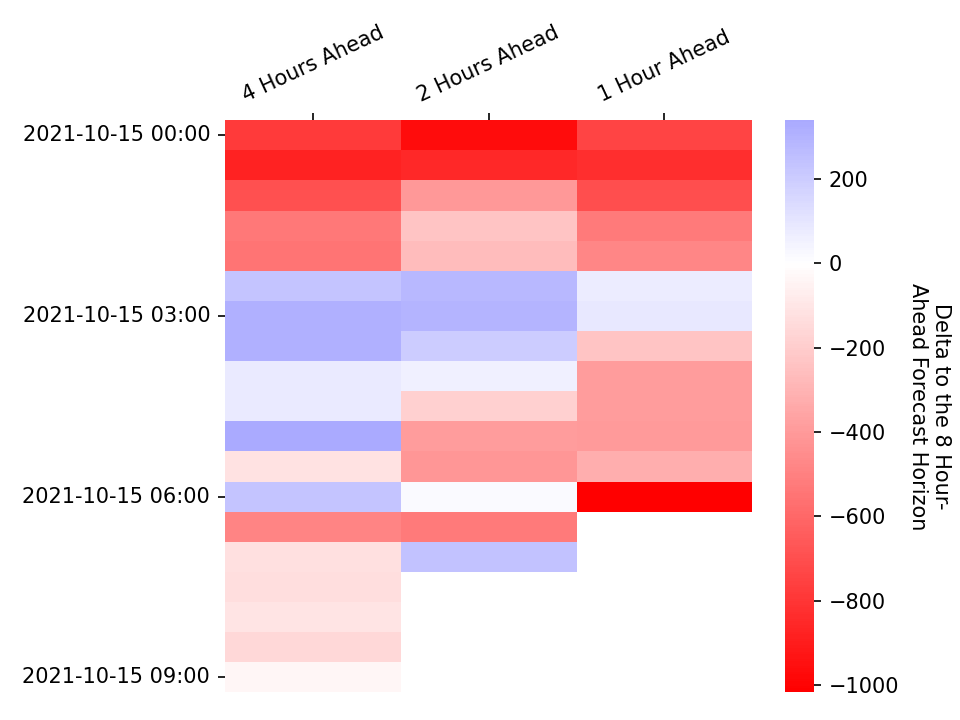 4 Hours Ahead
2 Hours Ahead
1 Hour Ahead
2021-10-15 00:00
2021-10-15 03:00
2021-10-15 06:00
2021-10-15 09:00
200
0
−200
−400
−600
−800
−1000
Delta to the 8 Hour-
Ahead Forecast Horizon